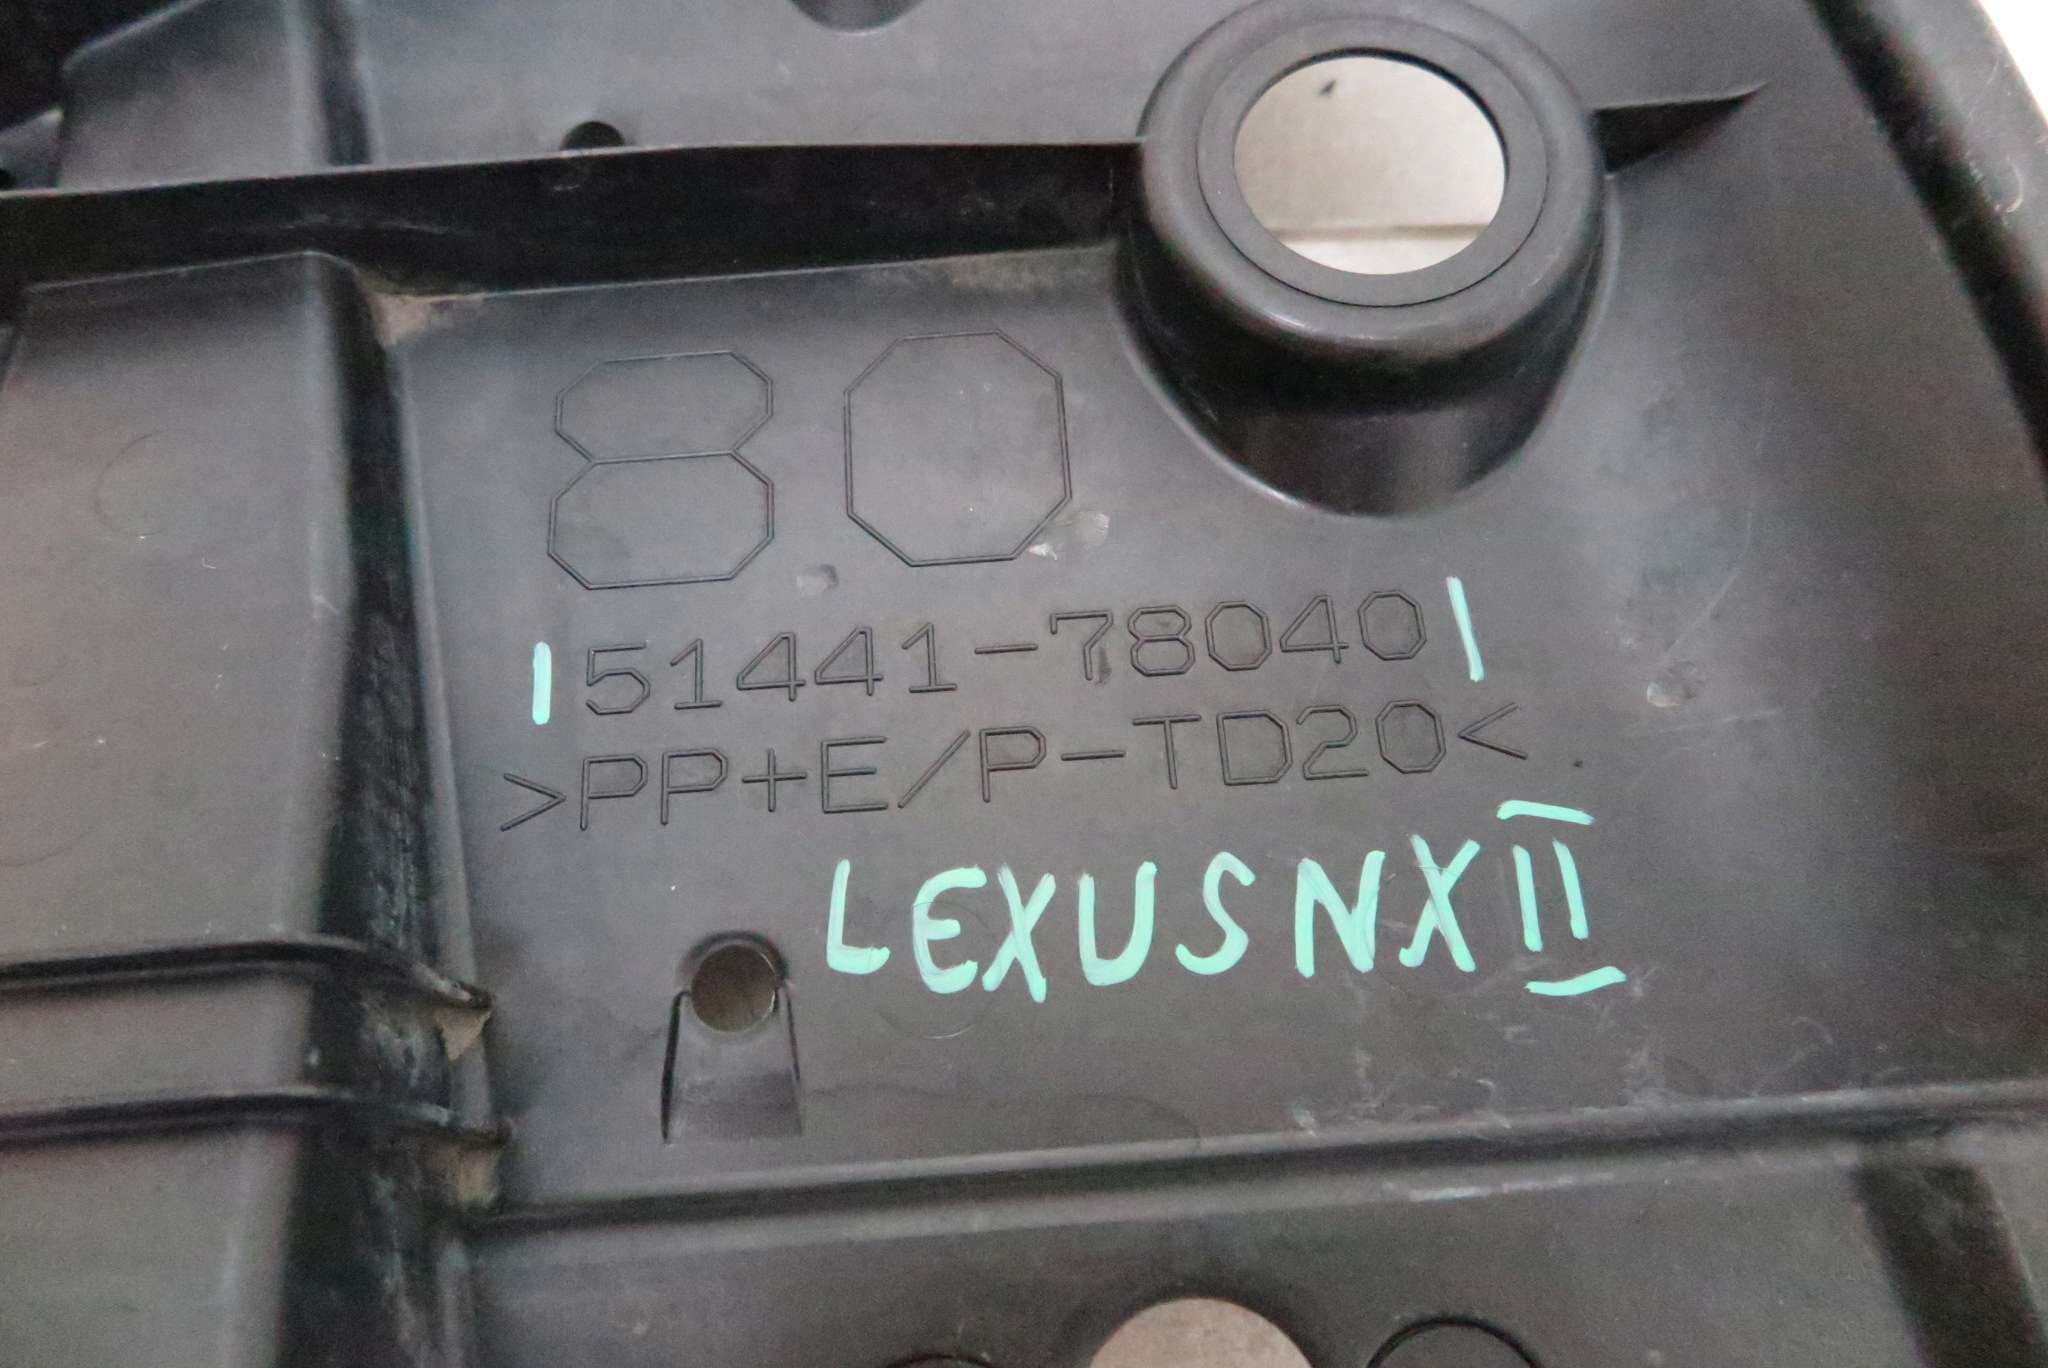 80
51441-78040
>PP+E/P-TD20<
LEXUS NX II